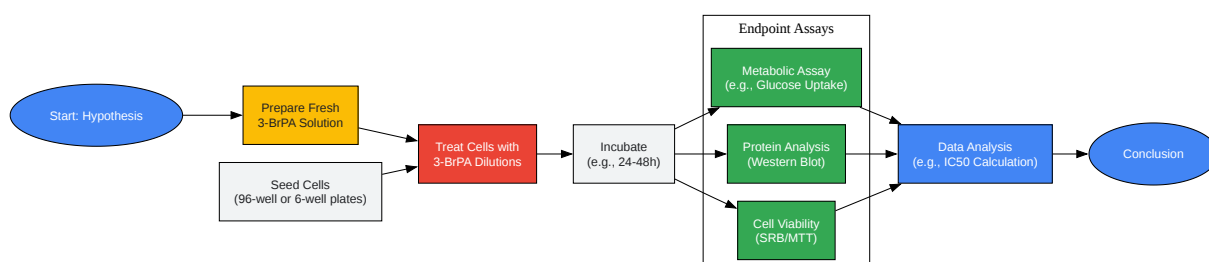 Start: Hypothesis
Prepare Fresh
3-BrPA Solution
Seed Cells
(96-well or 6-well plates)
Treat Cells with
3-BrPA Dilutions
Incubate
(e.g., 24-48h)
Endpoint Assays
Metabolic Assay
(e.g., Glucose Uptake)
Protein Analysis
(Western Blot)
Cell Viability
(SRB/MTT)
Data Analysis
(e.g., IC50 Calculation)
Conclusion